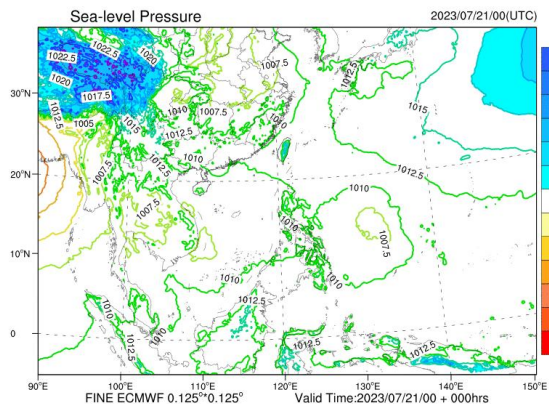 Sea-level Pressure 2023/07/21/00(UTC)
1022.5 1022.5 1020 1007.5 1012.5
1020
30°N 1017.5 1015
1012.5 1005 1015 1010 1007.5 1010
1012.5
1007.5 1012.5 1010 1012.5
20°N
1010
1007.5 1010 1007.5
10°N
1010 1010
1012.5
1010 1010
0
1012.5 1012.5 1012.5
90°E 100°E 110°E 120°E 130°E 140°E 150°E
FINE ECMWF 0.125°*0.125° Valid Time:2023/07/21/00 + 000hrs